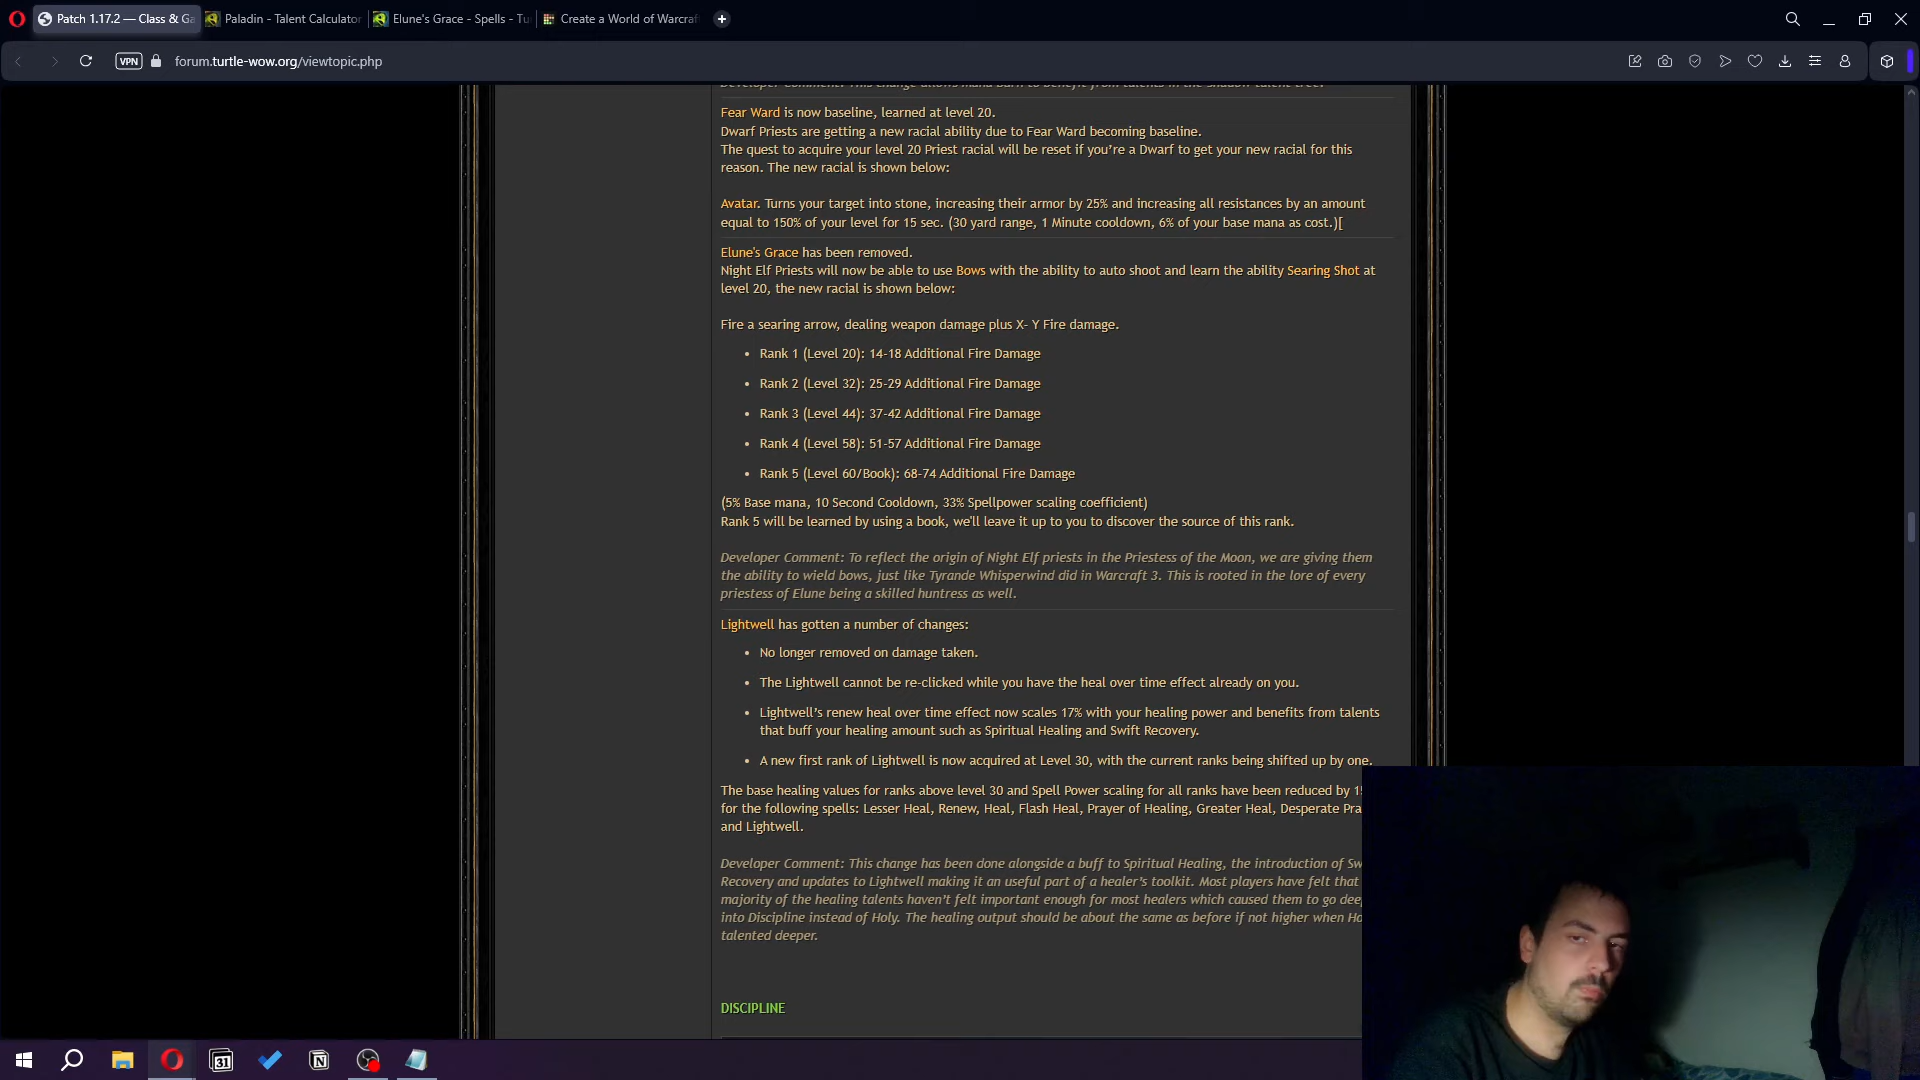 Patch 1.17.2 — Class & Ga
Paladin - Talent Calculator
Elune's Grace - Spells - Tu
Create a World of Warcraf
VPN
forum.turtle-wow.org/viewtopic.php
Developer Comment: This change allows Mana Burn to benefit from talents in the Shadow talent tree.
Fear Ward is now baseline, learned at level 20.
Dwarf Priests are getting a new racial ability due to Fear Ward becoming baseline.
The quest to acquire your level 20 Priest racial will be reset if you’re a Dwarf to get your new racial for this
reason. The new racial is shown below:
Avatar. Turns your target into stone, increasing their armor by 25% and increasing all resistances by an amount
equal to 150% of your level for 15 sec. (30 yard range, 1 Minute cooldown, 6% of your base mana as cost.)[
Elune's Grace has been removed.
Night Elf Priests will now be able to use Bows with the ability to auto shoot and learn the ability Searing Shot at
level 20, the new racial is shown below:
Fire a searing arrow, dealing weapon damage plus X- Y Fire damage.
• Rank 1 (Level 20): 14-18 Additional Fire Damage
• Rank 2 (Level 32): 25-29 Additional Fire Damage
• Rank 3 (Level 44): 37-42 Additional Fire Damage
• Rank 4 (Level 58): 51-57 Additional Fire Damage
• Rank 5 (Level 60/Book): 68-74 Additional Fire Damage
(5% Base mana, 10 Second Cooldown, 33% Spellpower scaling coefficient)
Rank 5 will be learned by using a book, we'll leave it up to you to discover the source of this rank.
Developer Comment: To reflect the origin of Night Elf priests in the Priestess of the Moon, we are giving them
the ability to wield bows, just like Tyrande Whisperwind did in Warcraft 3. This is rooted in the lore of every
priestess of Elune being a skilled huntress as well.
Lightwell has gotten a number of changes:
• No longer removed on damage taken.
• The Lightwell cannot be re-clicked while you have the heal over time effect already on you.
• Lightwell’s renew heal over time effect now scales 17% with your healing power and benefits from talents
that buff your healing amount such as Spiritual Healing and Swift Recovery.
• A new first rank of Lightwell is now acquired at Level 30, with the current ranks being shifted up by one.
The base healing values for ranks above level 30 and Spell Power scaling for all ranks have been reduced by 15
for the following spells: Lesser Heal, Renew, Heal, Flash Heal, Prayer of Healing, Greater Heal, Desperate Pra
and Lightwell.
Developer Comment: This change has been done alongside a buff to Spiritual Healing, the introduction of Sw
Recovery and updates to Lightwell making it an useful part of a healer’s toolkit. Most players have felt that
majority of the healing talents haven’t felt important enough for most healers which caused them to go dee
into Discipline instead of Holy. The healing output should be about the same as before if not higher when Ho
talented deeper.
DISCIPLINE
31
N